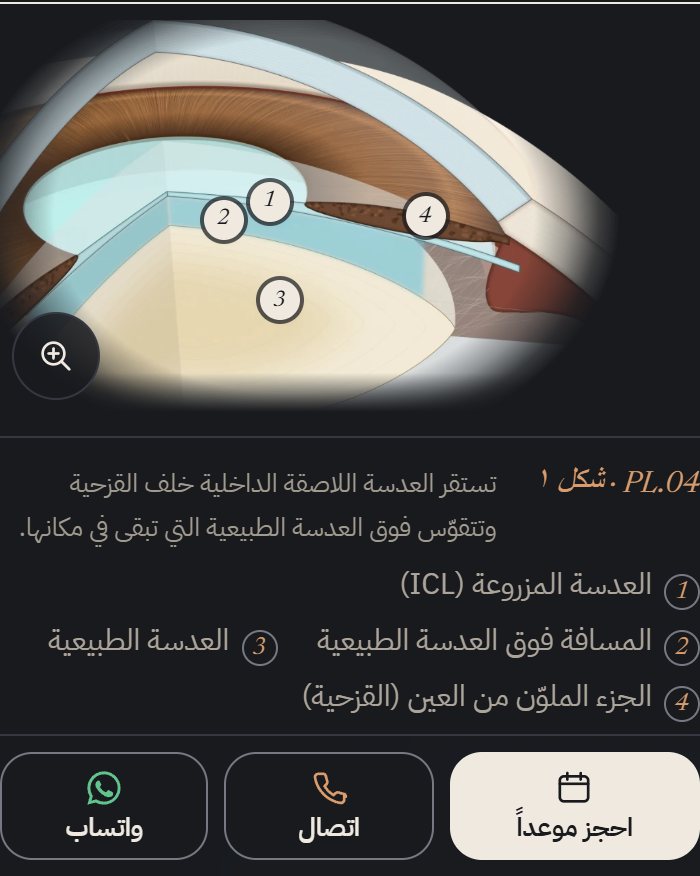 1
2
4
3
PL.04 · شكل ١
تستقر العدسة اللاصقة الداخلية خلف القزحية
وتتقوّس فوق العدسة الطبيعية التي تبقى في مكانها.
1 العدسة المزروعة (ICL)
2 المسافة فوق العدسة الطبيعية 3 العدسة الطبيعية
4 الجزء الملوّن من العين (القزحية)
احجز موعداً
اتصال
واتساب